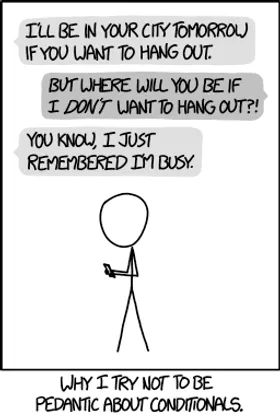 I'LL BE IN YOUR CITY TOMORROW
IF YOU WANT TO HANG OUT.
BUT WHERE WILL YOU BE IF
I DON'T WANT TO HANG OUT?!
YOU KNOW, I JUST
REMEMBERED I'M BUSY.
WHY I TRY NOT TO BE
PEDANTIC ABOUT CONDITIONALS.